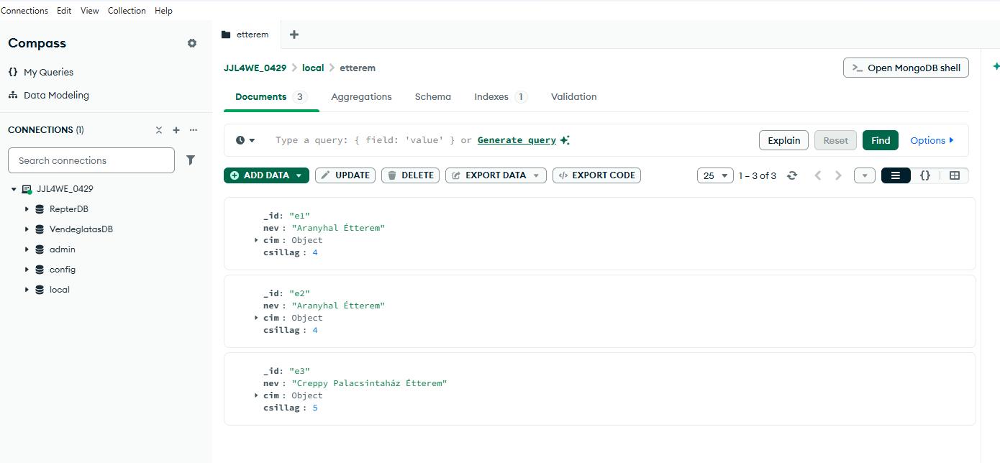 Connections Edit View Collection Help
Compass
My Queries
Data Modeling
CONNECTIONS (1)
Search connections
JJL4WE_0429
RepterDB
VendeglatasDB
admin
config
local
etterem
JJL4WE_0429 local etterem
Open MongoDB shell
Documents 3 Aggregations Schema Indexes 1 Validation
Type a query: { field: 'value' } or Generate query
Explain Reset Find Options
ADD DATA UPDATE DELETE EXPORT DATA EXPORT CODE
25 1 – 3 of 3
_id: "e1"
nev : "Aranyhal Étterem"
cim : Object
csillag : 4
_id: "e2"
nev : "Aranyhal Étterem"
cim : Object
csillag : 4
_id: "e3"
nev : "Creppy Palacsintaház Étterem"
cim : Object
csillag : 5